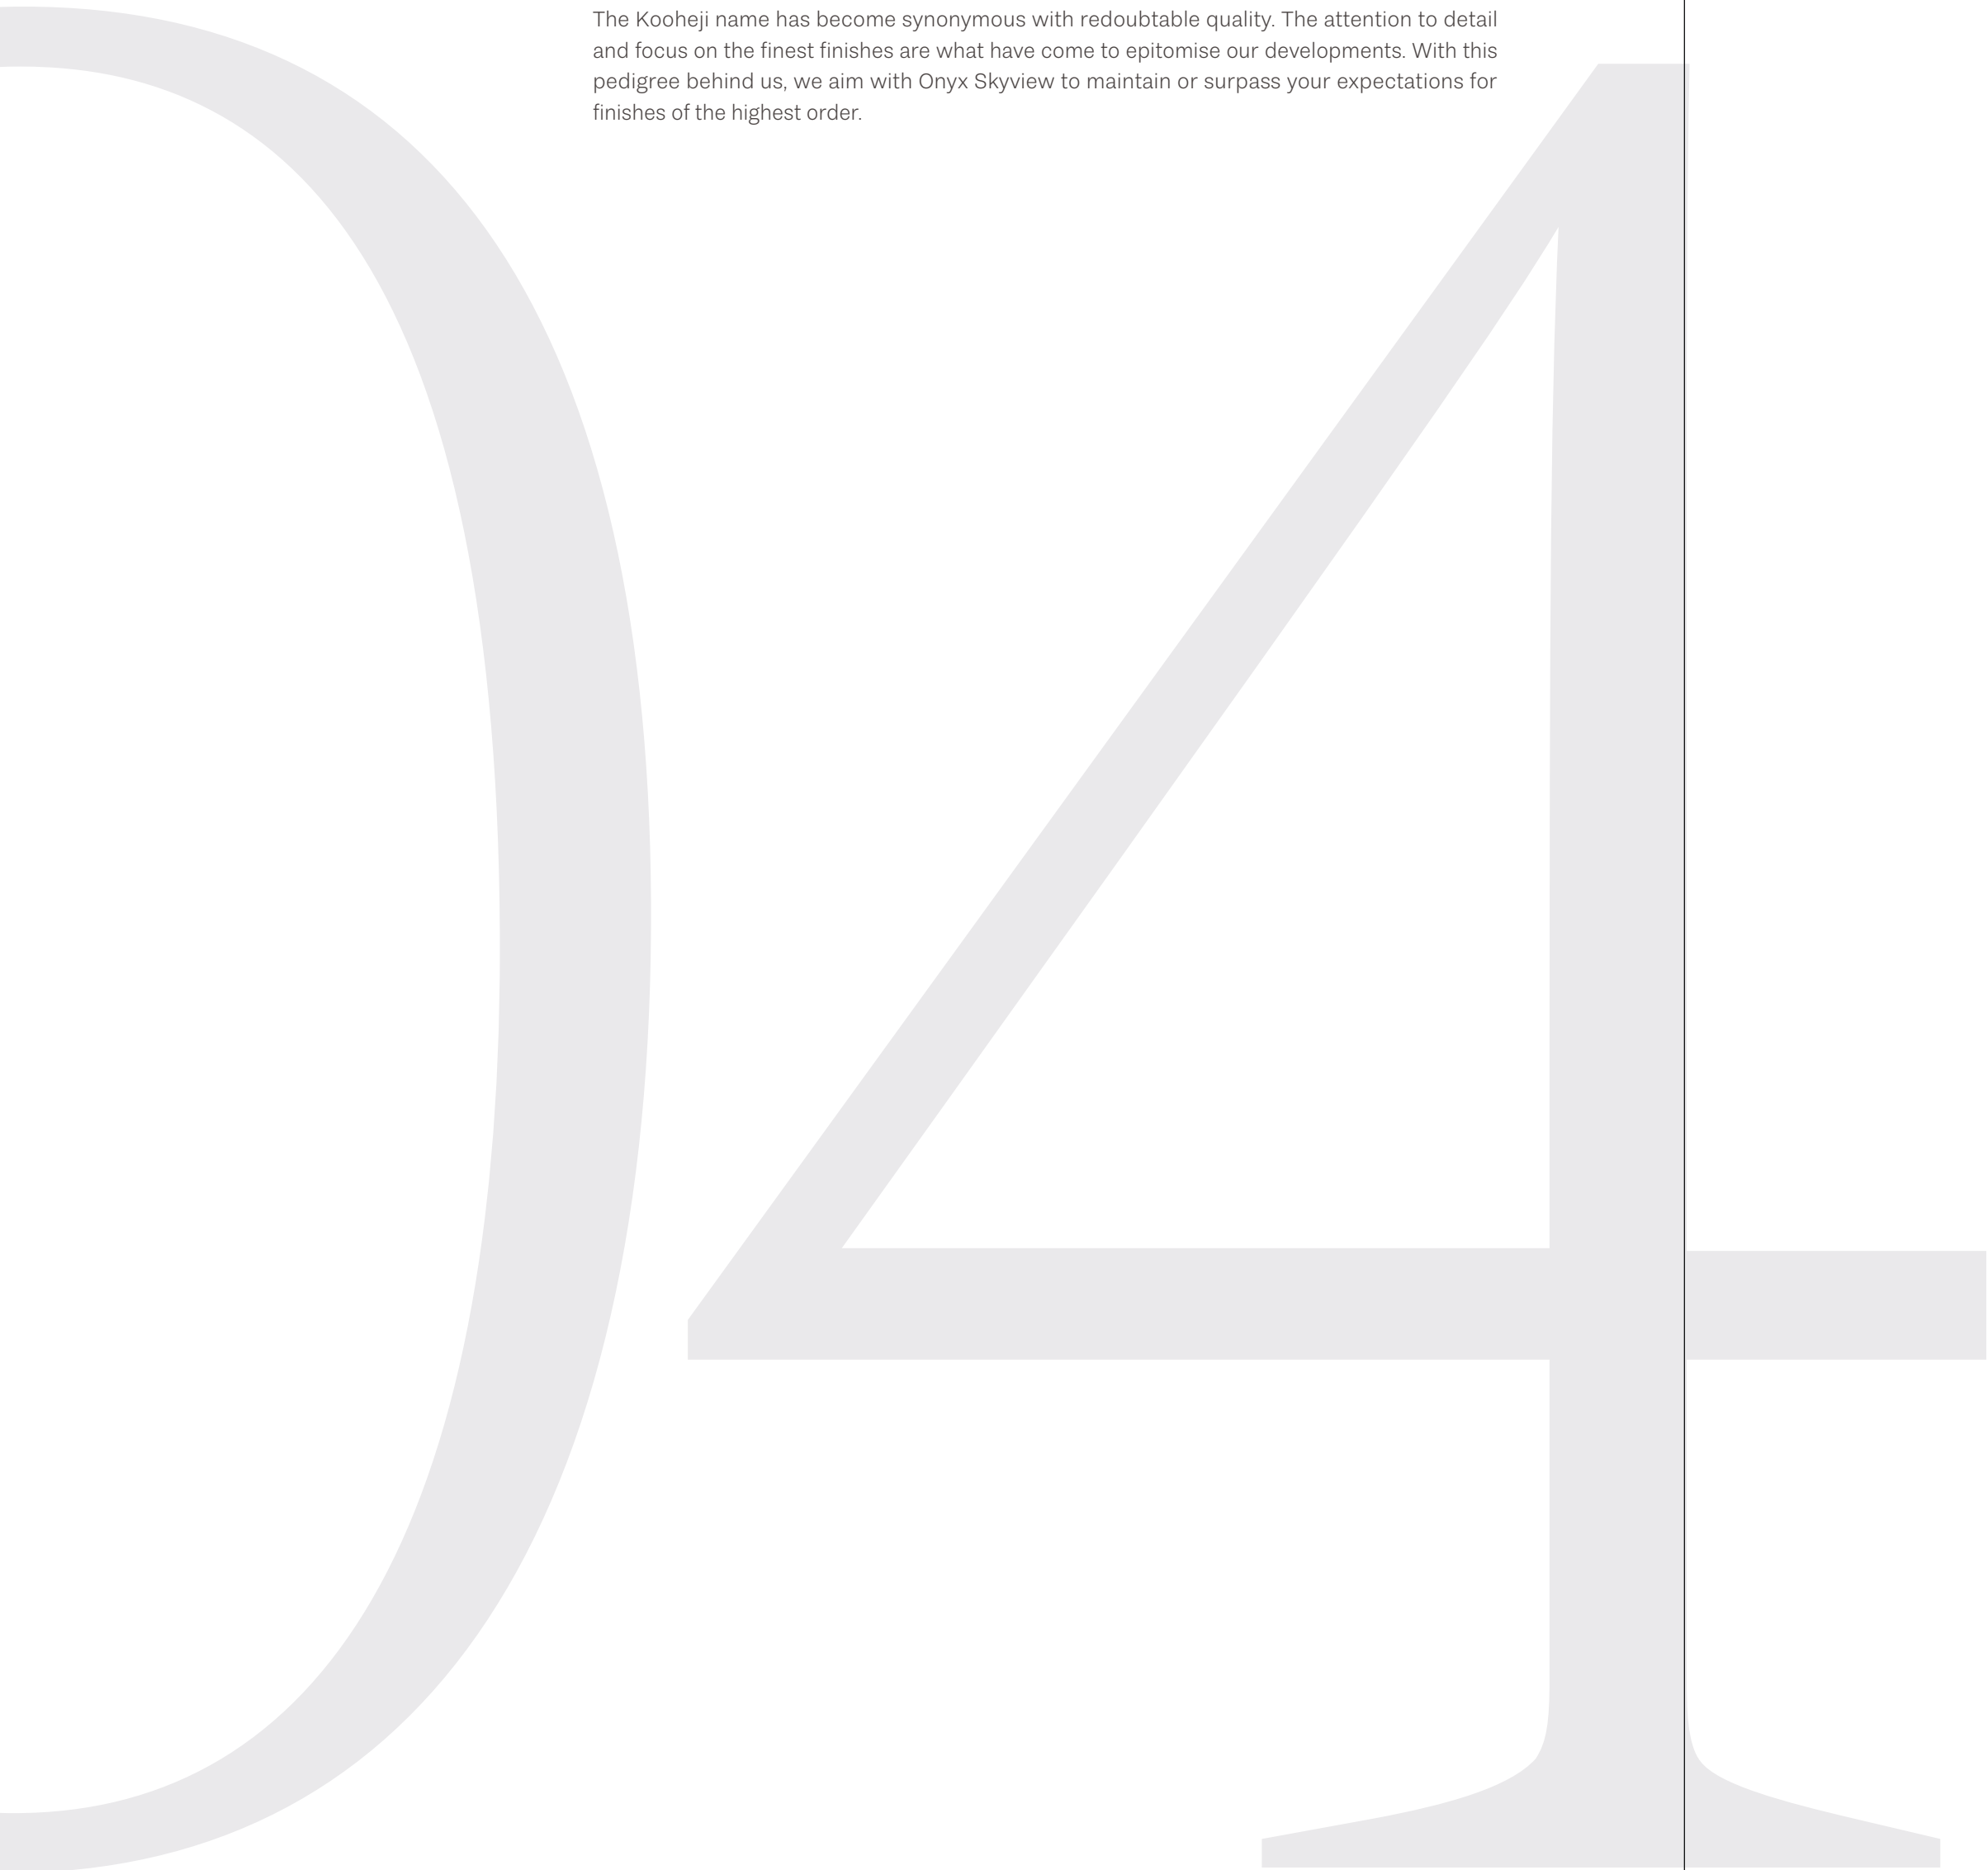 The Kooheji name has become synonymous with redoubtable quality. The attention to detail
and focus on the finest finishes are what have come to epitomise our developments. With this
pedigree behind us, we aim with Onyx Skyview to maintain or surpass your expectations for
finishes of the highest order.
04